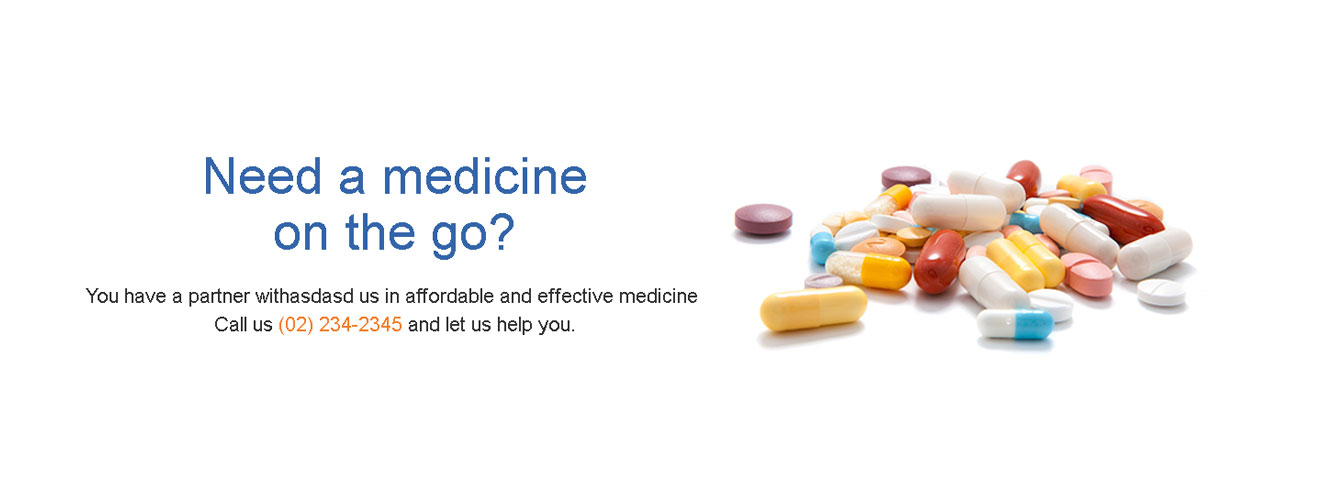 Need a medicine
on the go?
You have a partner withasdasd us in affordable and effective medicine
Call us (02) 234-2345 and let us help you.